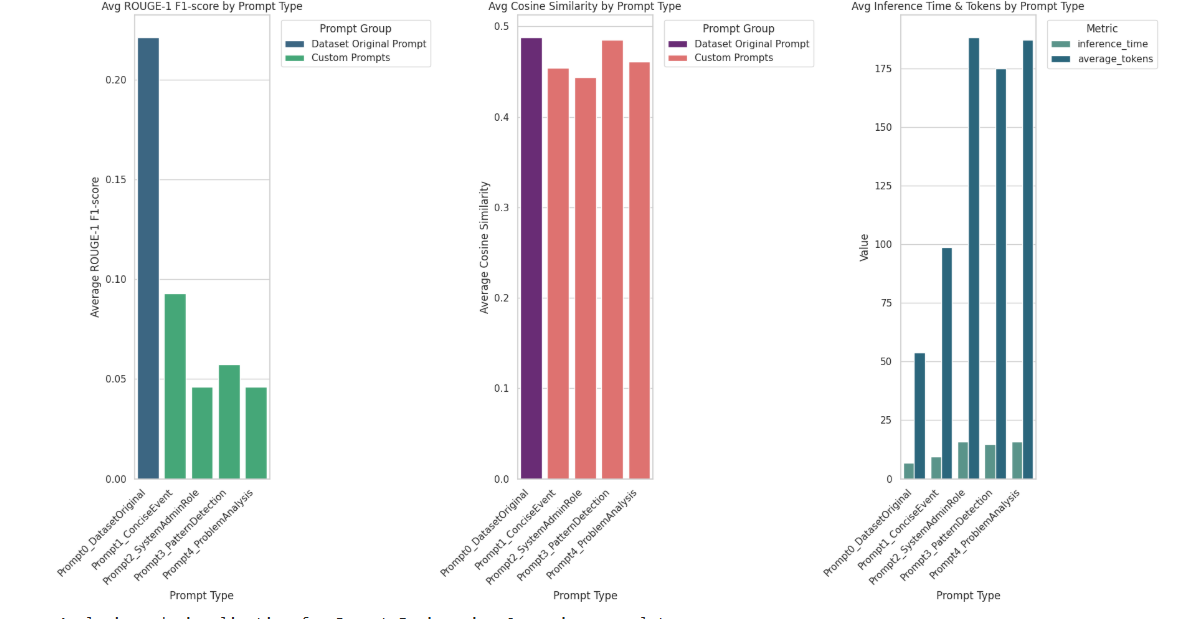 Avg ROUGE-1 F1-score by Prompt Type
Prompt Group
Dataset Original Prompt
Custom Prompts
Average ROUGE-1 F1-score
0.20
0.15
0.10
0.05
0.00
Prompt0_DatasetOriginal
Prompt1_ConciseEvent
Prompt2_SystemAdminRole
Prompt3_PatternDetection
Prompt4_ProblemAnalysis
Prompt Type
Avg Cosine Similarity by Prompt Type
Prompt Group
Dataset Original Prompt
Custom Prompts
Average Cosine Similarity
0.5
0.4
0.3
0.2
0.1
0.0
Prompt0_DatasetOriginal
Prompt1_ConciseEvent
Prompt2_SystemAdminRole
Prompt3_PatternDetection
Prompt4_ProblemAnalysis
Prompt Type
Avg Inference Time & Tokens by Prompt Type
Metric
inference_time
average_tokens
Value
175
150
125
100
75
50
25
0
Prompt0_DatasetOriginal
Prompt1_ConciseEvent
Prompt2_SystemAdminRole
Prompt3_PatternDetection
Prompt4_ProblemAnalysis
Prompt Type